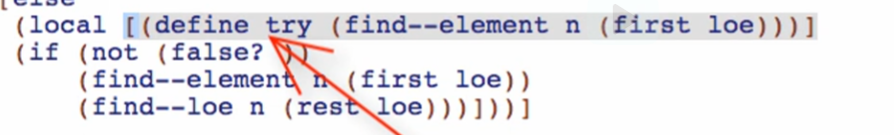 [else
(local [(define try (find--element n (first loe)))]
(if (not (false? ))
(find--element n (first loe))
(find--loe n (rest loe)))]))]